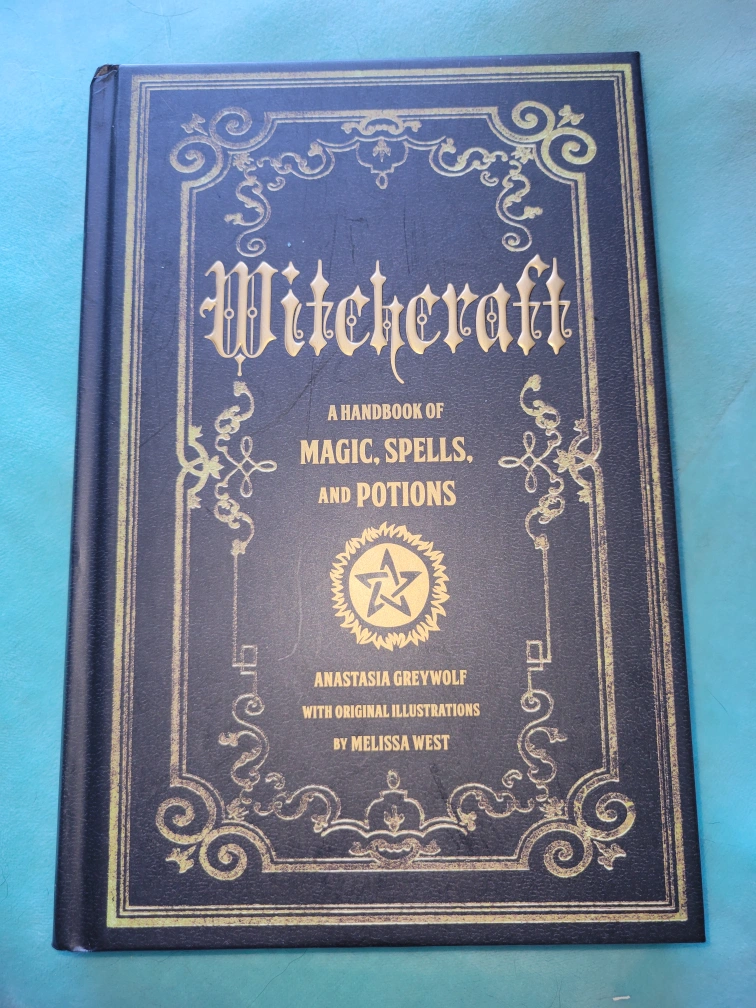 Witchcraft
A HANDBOOK OF
MAGIC, SPELLS,
AND POTIONS
ANASTASIA GREYWOLF
WITH ORIGINAL ILLUSTRATIONS
BY MELISSA WEST